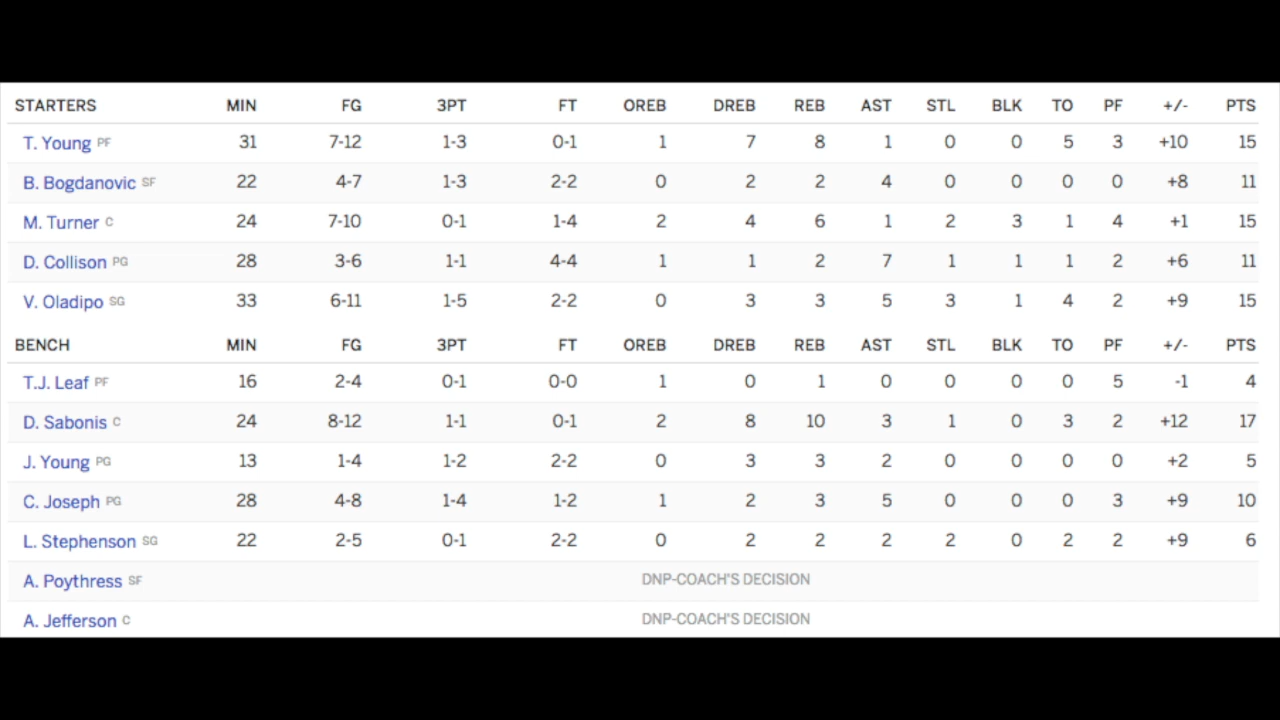 STARTERS MIN FG 3PT FT OREB DREB REB AST STL BLK TO PF +/- PTS
T. Young PF 31 7-12 1-3 0-1 1 7 8 1 0 0 5 3 +10 15
B. Bogdanovic SF 22 4-7 1-3 2-2 0 2 2 4 0 0 0 0 +8 11
M. Turner C 24 7-10 0-1 1-4 2 4 6 1 2 3 1 4 +1 15
D. Collison PG 28 3-6 1-1 4-4 1 1 2 7 1 1 1 2 +6 11
V. Oladipo SG 33 6-11 1-5 2-2 0 3 3 5 3 1 4 2 +9 15
BENCH MIN FG 3PT FT OREB DREB REB AST STL BLK TO PF +/- PTS
T.J. Leaf PF 16 2-4 0-1 0-0 1 0 1 0 0 0 0 5 -1 4
D. Sabonis C 24 8-12 1-1 0-1 2 8 10 3 1 0 3 2 +12 17
J. Young PG 13 1-4 1-2 2-2 0 3 3 2 0 0 0 0 +2 5
C. Joseph PG 28 4-8 1-4 1-2 1 2 3 5 0 0 0 3 +9 10
L. Stephenson SG 22 2-5 0-1 2-2 0 2 2 2 2 0 2 2 +9 6
A. Poythress SF DNP-COACH'S DECISION
A. Jefferson C DNP-COACH'S DECISION